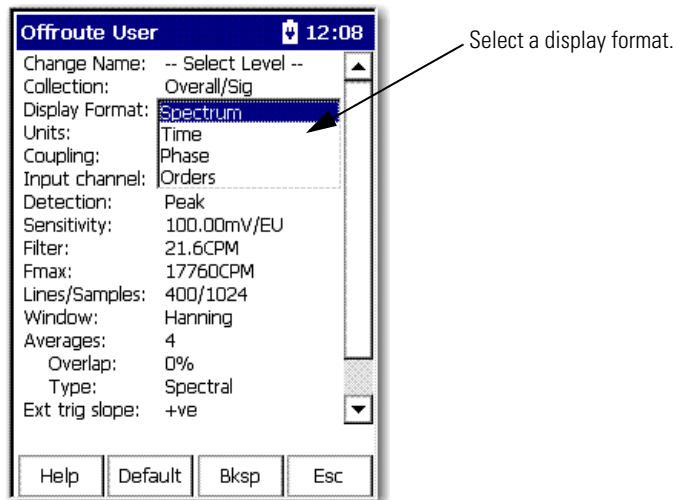 Offroute User 12:08
Select a display format.
Change Name: -- Select Level --
Collection: Overall/Sig
Display Format: Spectrum
Time
Phase
Orders
Units:
Coupling:
Input channel:
Detection: Peak
Sensitivity: 100.00mV/EU
Filter: 21.6CPM
Fmax: 17760CPM
Lines/Samples: 400/1024
Window: Hanning
Averages: 4
Overlap: 0%
Type: Spectral
Ext trig slope: +ve
Help Default Bksp Esc